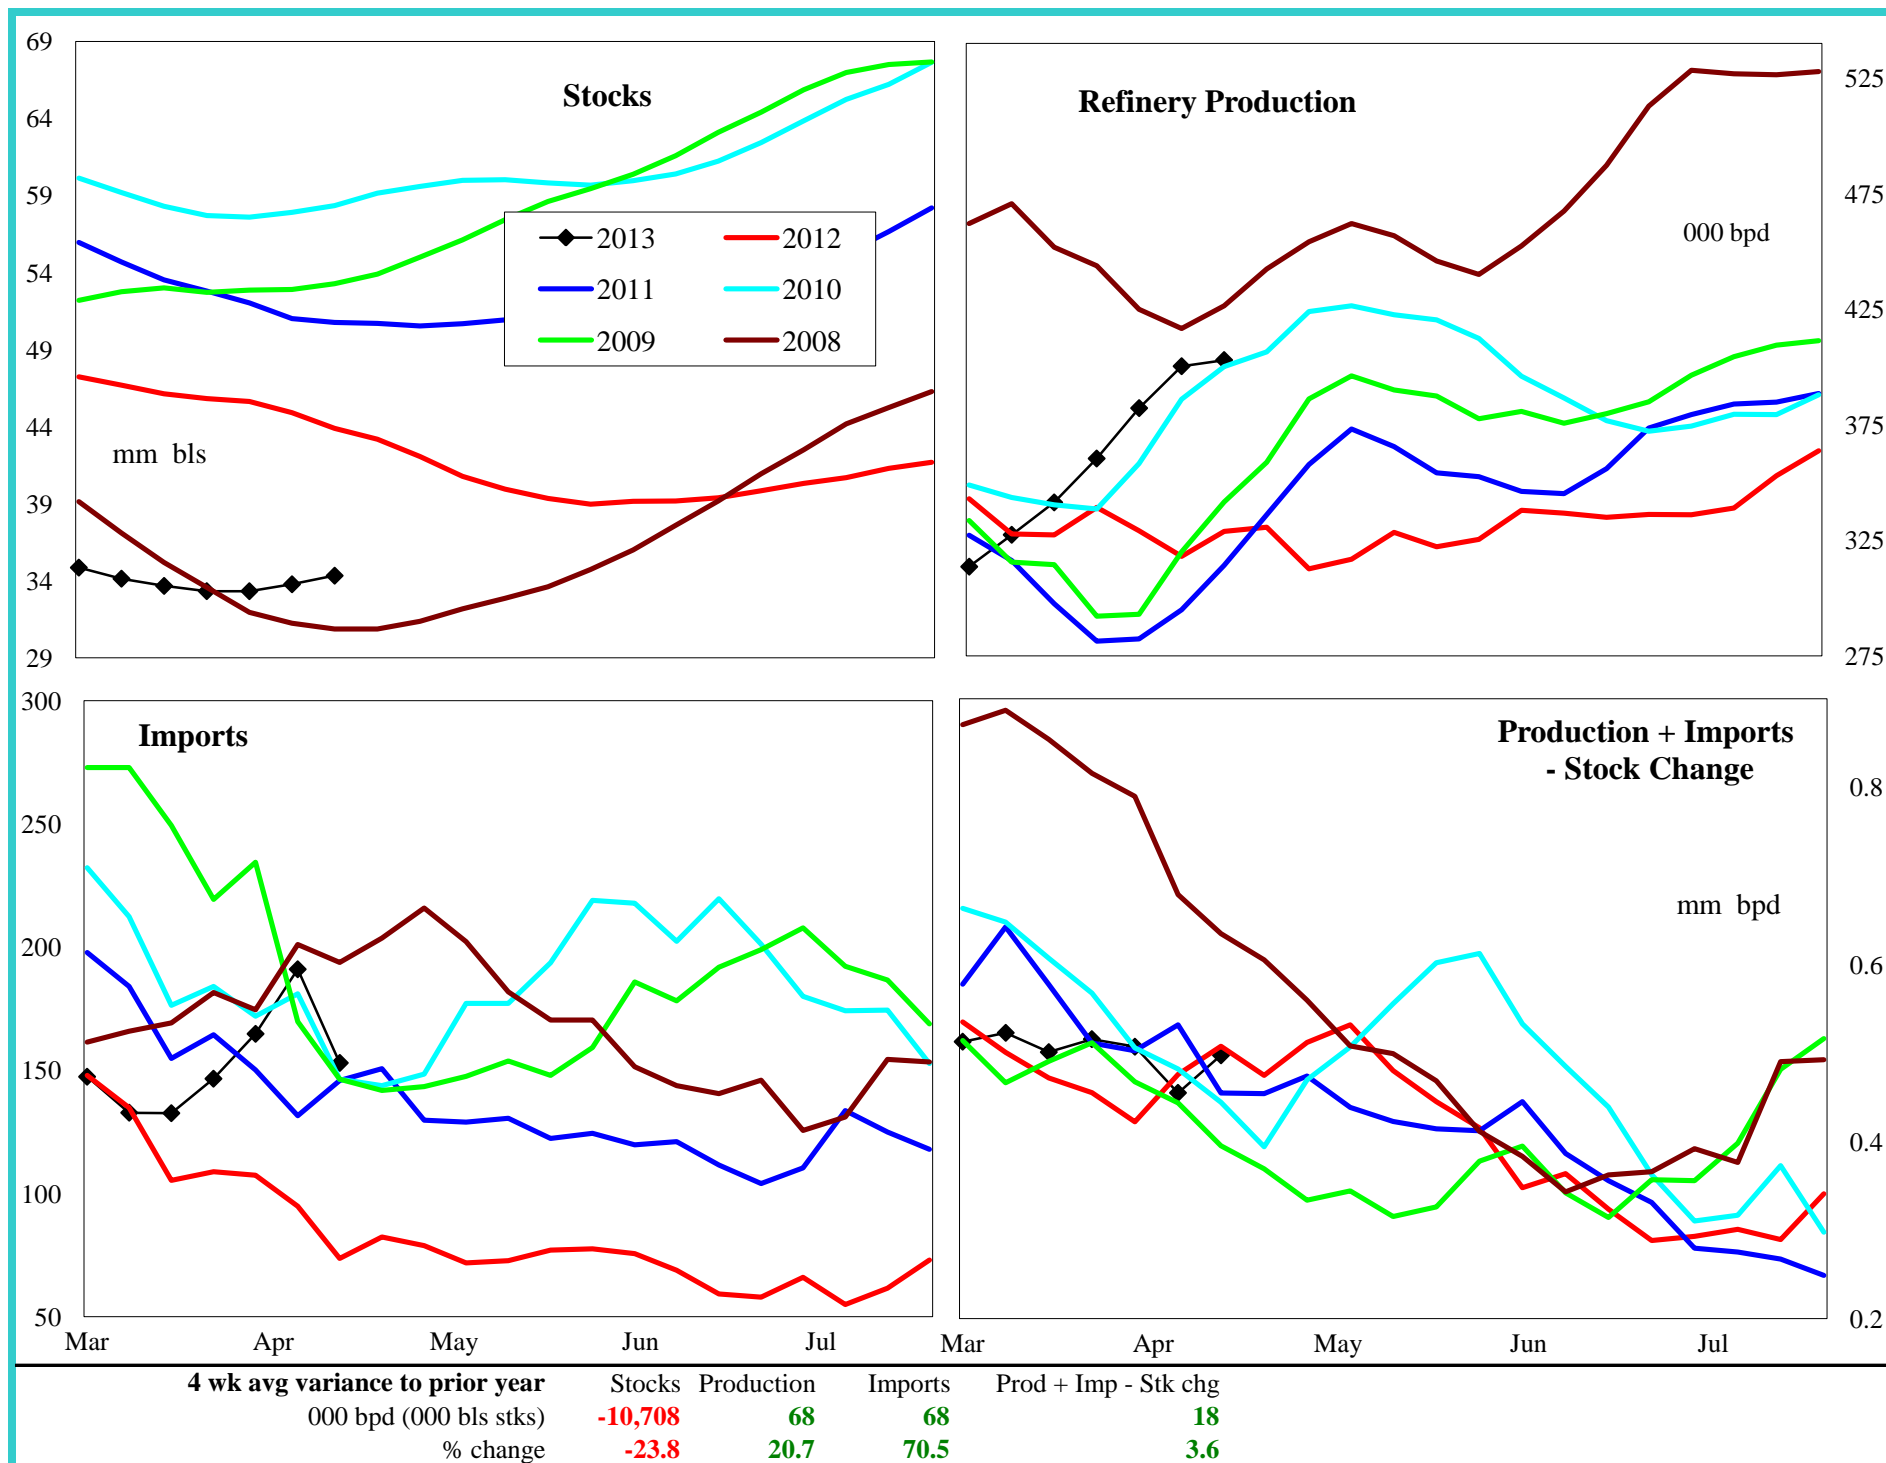 69
64
59
54
49
44
39
34
29
Stocks
mm bls
2013
2012
2011
2010
2009
2008
Refinery Production
000 bpd
525
475
425
375
325
275
300
250
200
150
100
50
Imports
Mar Apr May Jun Jul
Production + Imports
- Stock Change
mm bpd
0.8
0.6
0.4
0.2
Mar Apr May Jun Jul
4 wk avg variance to prior year Stocks Production Imports Prod + Imp - Stk chg
000 bpd (000 bls stks) -10,708 68 68 18
% change -23.8 20.7 70.5 3.6